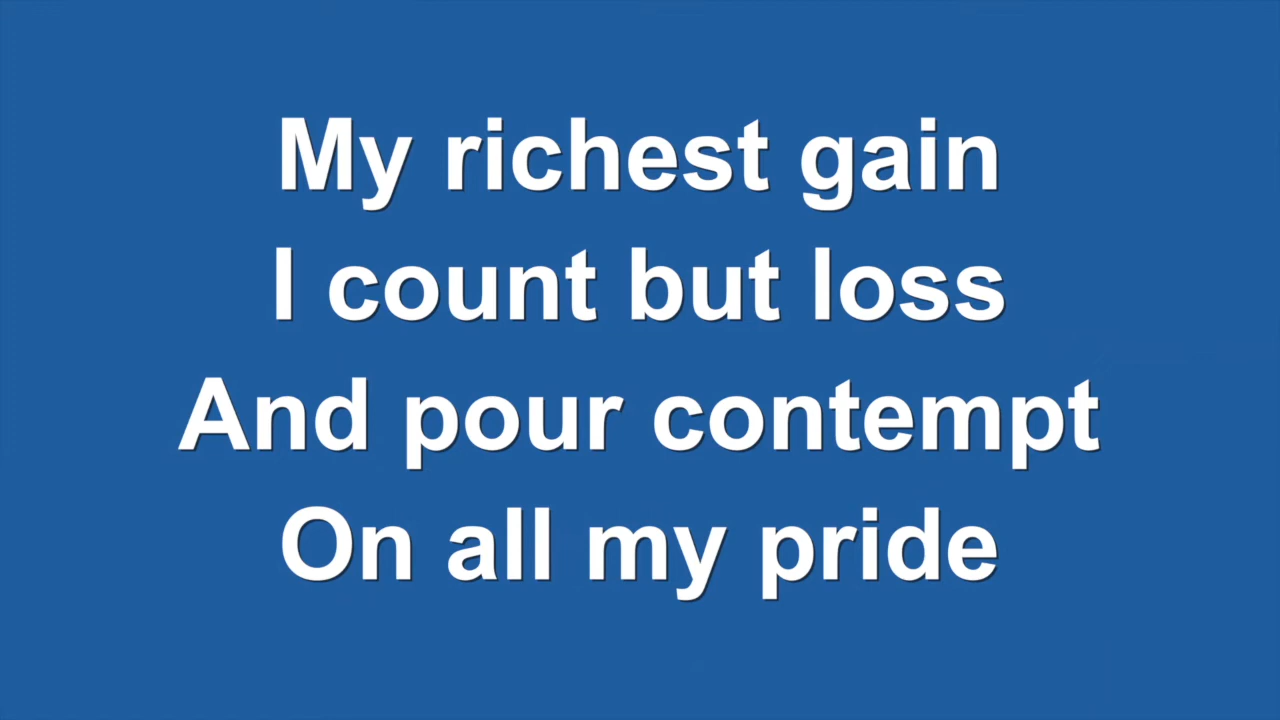 My richest gain
I count but loss
And pour contempt
On all my pride